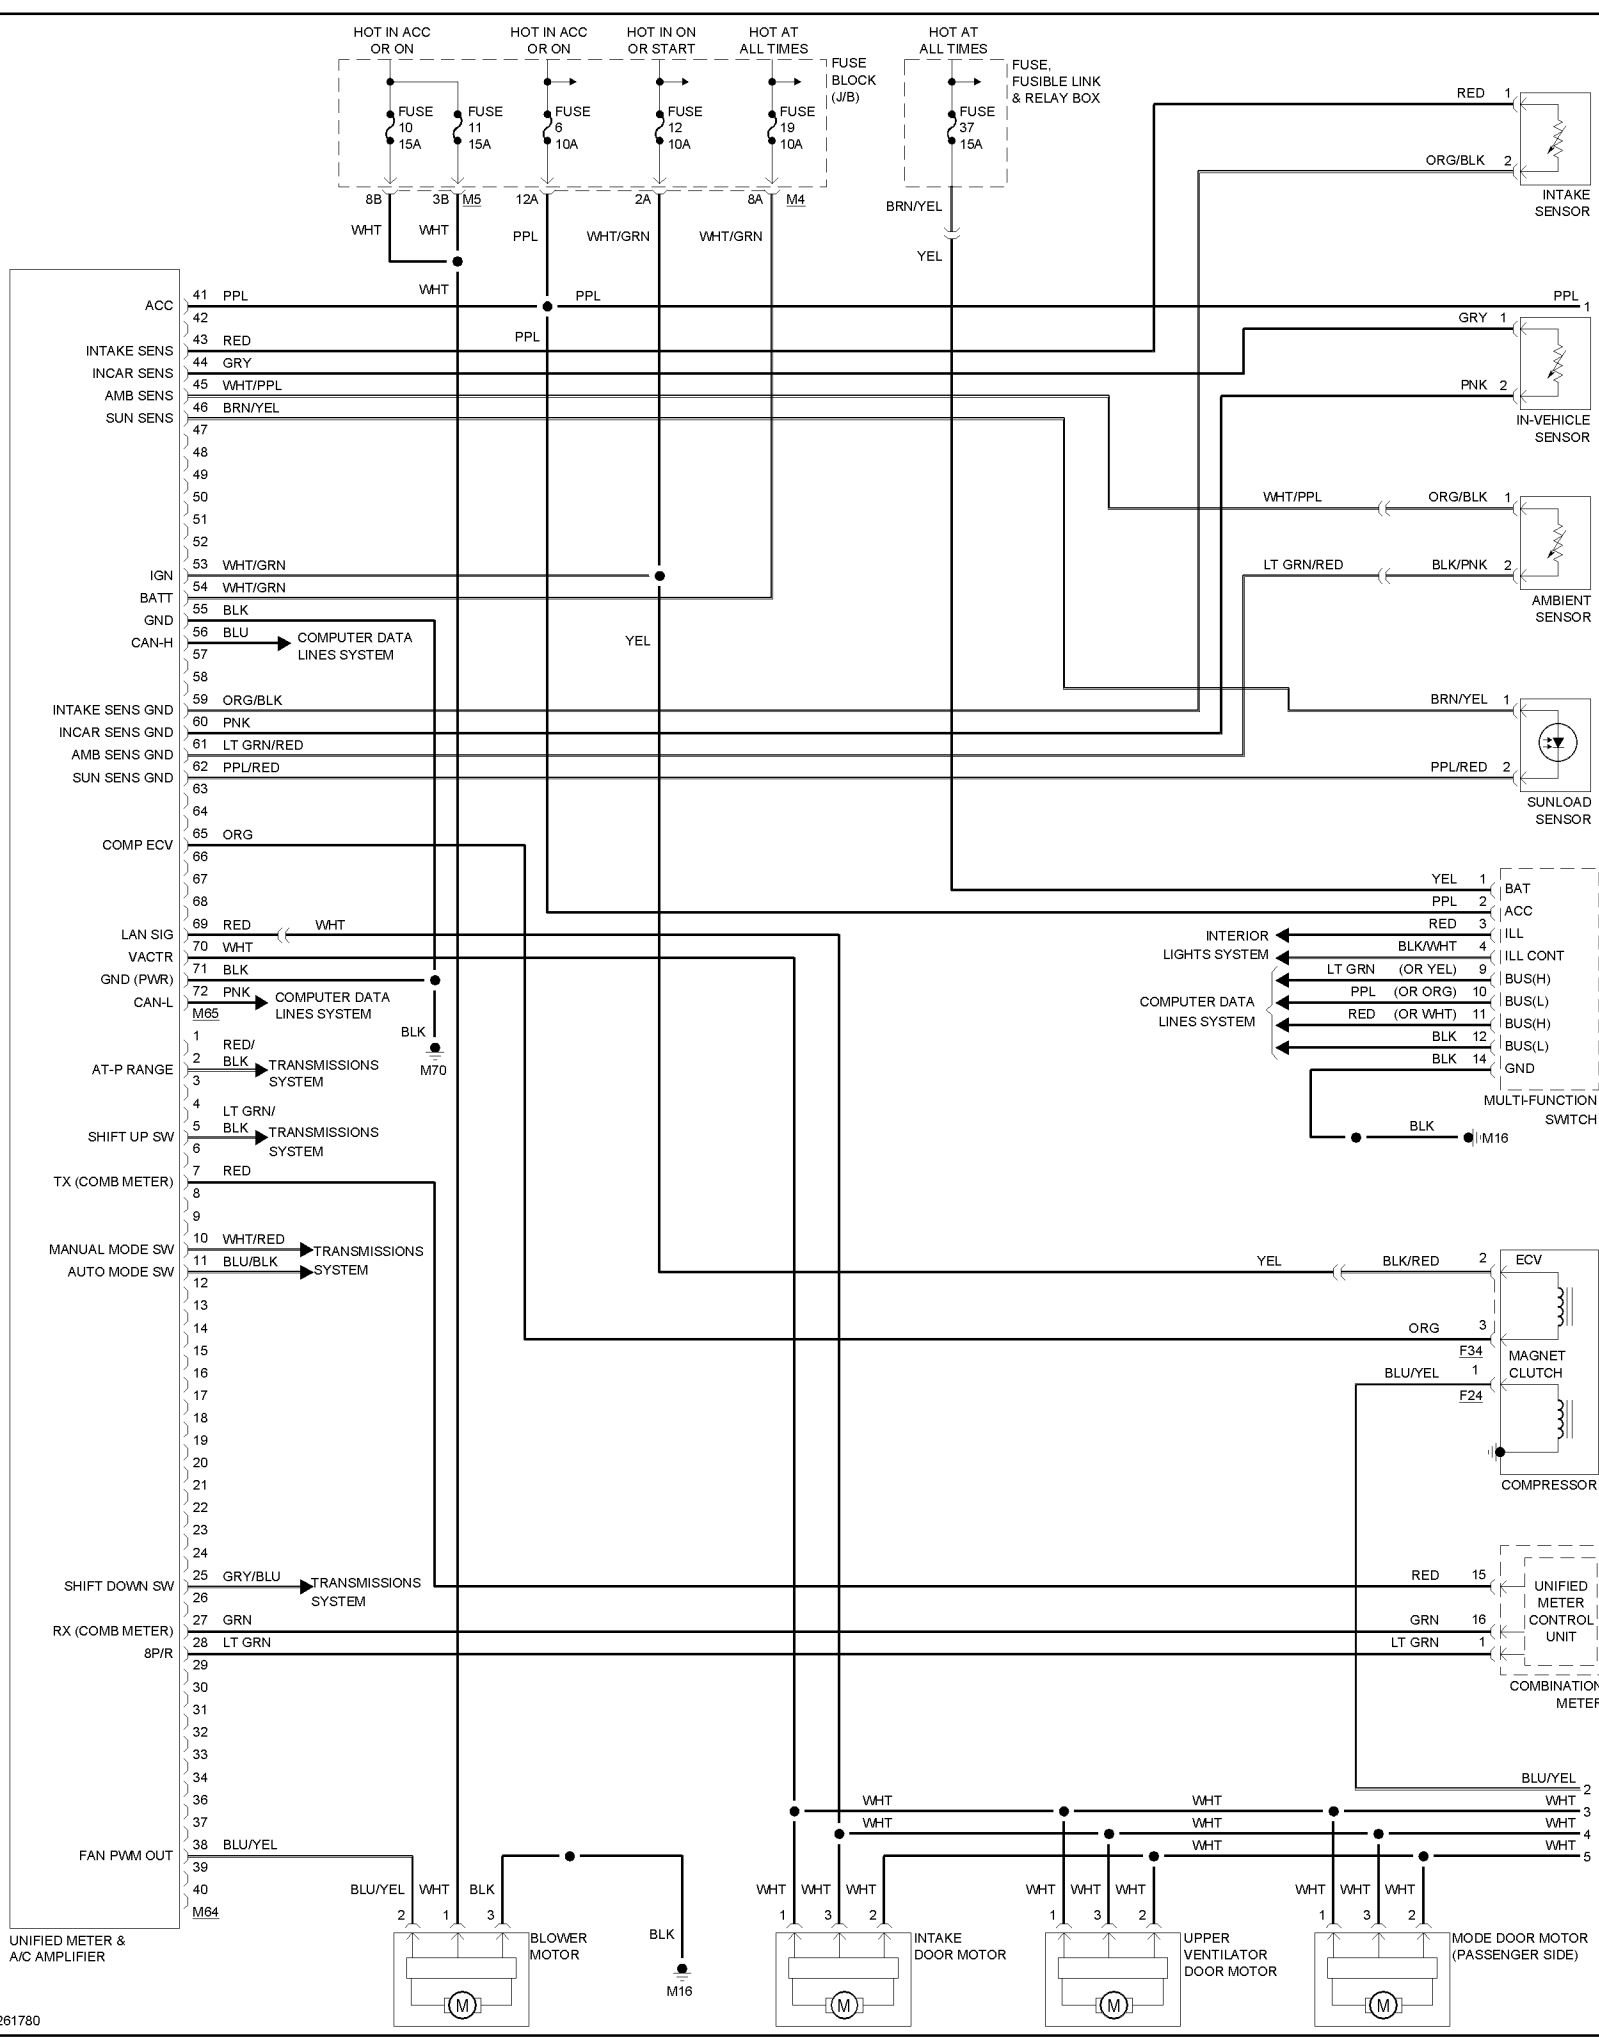 HOT IN ACC
OR ON
HOT IN ACC
OR ON
HOT IN ON
OR START
HOT AT
ALL TIMES
HOT AT
ALL TIMES
FUSE
BLOCK
(J/B)
FUSE,
FUSIBLE LINK
& RELAY BOX
FUSE
10
15A
FUSE
11
15A
FUSE
6
10A
FUSE
12
10A
FUSE
19
10A
FUSE
37
15A
8B
3B
M5
12A
2A
8A
M4
WHT
WHT
PPL
WHT/GRN
WHT/GRN
BRN/YEL
YEL
WHT
PPL
PPL
YEL
RED 1
ORG/BLK 2
INTAKE
SENSOR
PPL 1
GRY 1
PNK 2
IN-VEHICLE
SENSOR
WHT/PPL
ORG/BLK 1
LT GRN/RED
BLK/PNK 2
AMBIENT
SENSOR
BRN/YEL 1
PPL/RED 2
SUNLOAD
SENSOR
ACC 41 PPL
42
INTAKE SENS 43 RED
INCAR SENS 44 GRY
AMB SENS 45 WHT/PPL
SUN SENS 46 BRN/YEL
47
48
49
50
51
52
IGN 53 WHT/GRN
BATT 54 WHT/GRN
GND 55 BLK
CAN-H 56 BLU
COMPUTER DATA
LINES SYSTEM
57
58
INTAKE SENS GND 59 ORG/BLK
INCAR SENS GND 60 PNK
AMB SENS GND 61 LT GRN/RED
SUN SENS GND 62 PPL/RED
63
64
COMP ECV 65 ORG
66
67
68
LAN SIG 69 RED WHT
VACTR 70 WHT
GND (PWR) 71 BLK
CAN-L 72 PNK
COMPUTER DATA
LINES SYSTEM
M65
BLK
M70
1
RED/
AT-P RANGE 2 BLK
TRANSMISSIONS
SYSTEM
3
4
LT GRN/
SHIFT UP SW 5 BLK
TRANSMISSIONS
SYSTEM
6
TX (COMB METER) 7 RED
8
9
MANUAL MODE SW 10 WHT/RED
AUTO MODE SW 11 BLU/BLK
TRANSMISSIONS
SYSTEM
12
13
14
15
16
17
18
19
20
21
22
23
24
SHIFT DOWN SW 25 GRY/BLU
TRANSMISSIONS
SYSTEM
26
RX (COMB METER) 27 GRN
8P/R 28 LT GRN
29
30
31
32
33
34
36
37
FAN PWM OUT 38 BLU/YEL
39
40
M64
UNIFIED METER &
A/C AMPLIFIER
YEL 1 BAT
PPL 2 ACC
RED 3 ILL
BLK/WHT 4 ILL CONT
INTERIOR
LIGHTS SYSTEM
LT GRN (OR YEL) 9 BUS(H)
PPL (OR ORG) 10 BUS(L)
RED (OR WHT) 11 BUS(H)
BLK 12 BUS(L)
COMPUTER DATA
LINES SYSTEM
BLK 14 GND
MULTI-FUNCTION
SWITCH
BLK
M16
YEL
BLK/RED 2 ECV
ORG 3
F34
MAGNET
CLUTCH
BLU/YEL 1
F24
COMPRESSOR
RED 15
GRN 16
LT GRN 1
UNIFIED
METER
CONTROL
UNIT
COMBINATION
METER
BLU/YEL 2
WHT WHT WHT 3
WHT WHT WHT 4
WHT WHT 5
BLU/YEL WHT BLK
2 1 3
BLOWER
MOTOR
M
BLK
M16
WHT WHT WHT
1 3 2
INTAKE
DOOR MOTOR
M
WHT WHT WHT
1 3 2
UPPER
VENTILATOR
DOOR MOTOR
M
WHT WHT WHT
1 3 2
MODE DOOR MOTOR
(PASSENGER SIDE)
M
261780